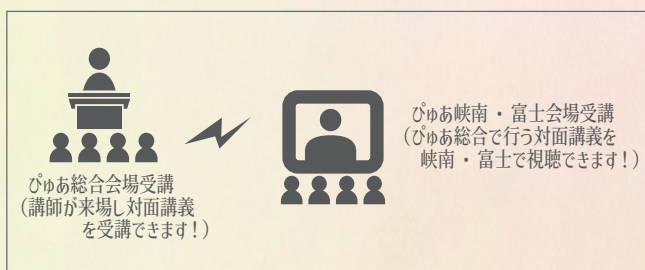 ぴゅあ総合会場受講
(講師が来場し対面講義
を受講できます!)
ぴゅあ峡南・富士会場受講
(ぴゅあ総合で行う対面講義を
峡南・富士で視聴できます!)